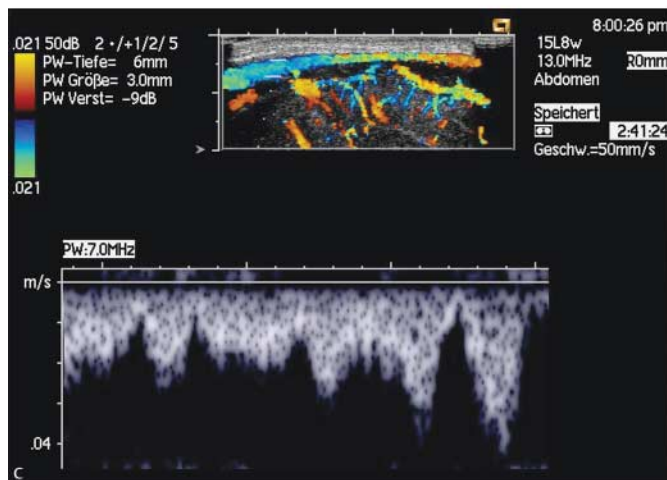 .021 50dB 2 •/+1/2/ 5
PW-Tiefe= 6mm
PW Größe= 3.0mm
PW Verst= -9dB
.021
8:00:26 pm
15L8w
13.0MHz R0mm
Abdomen
Speichert
2:41:24
Geschw.=50mm/s
PW:7.0MHz
m/s
.04
C